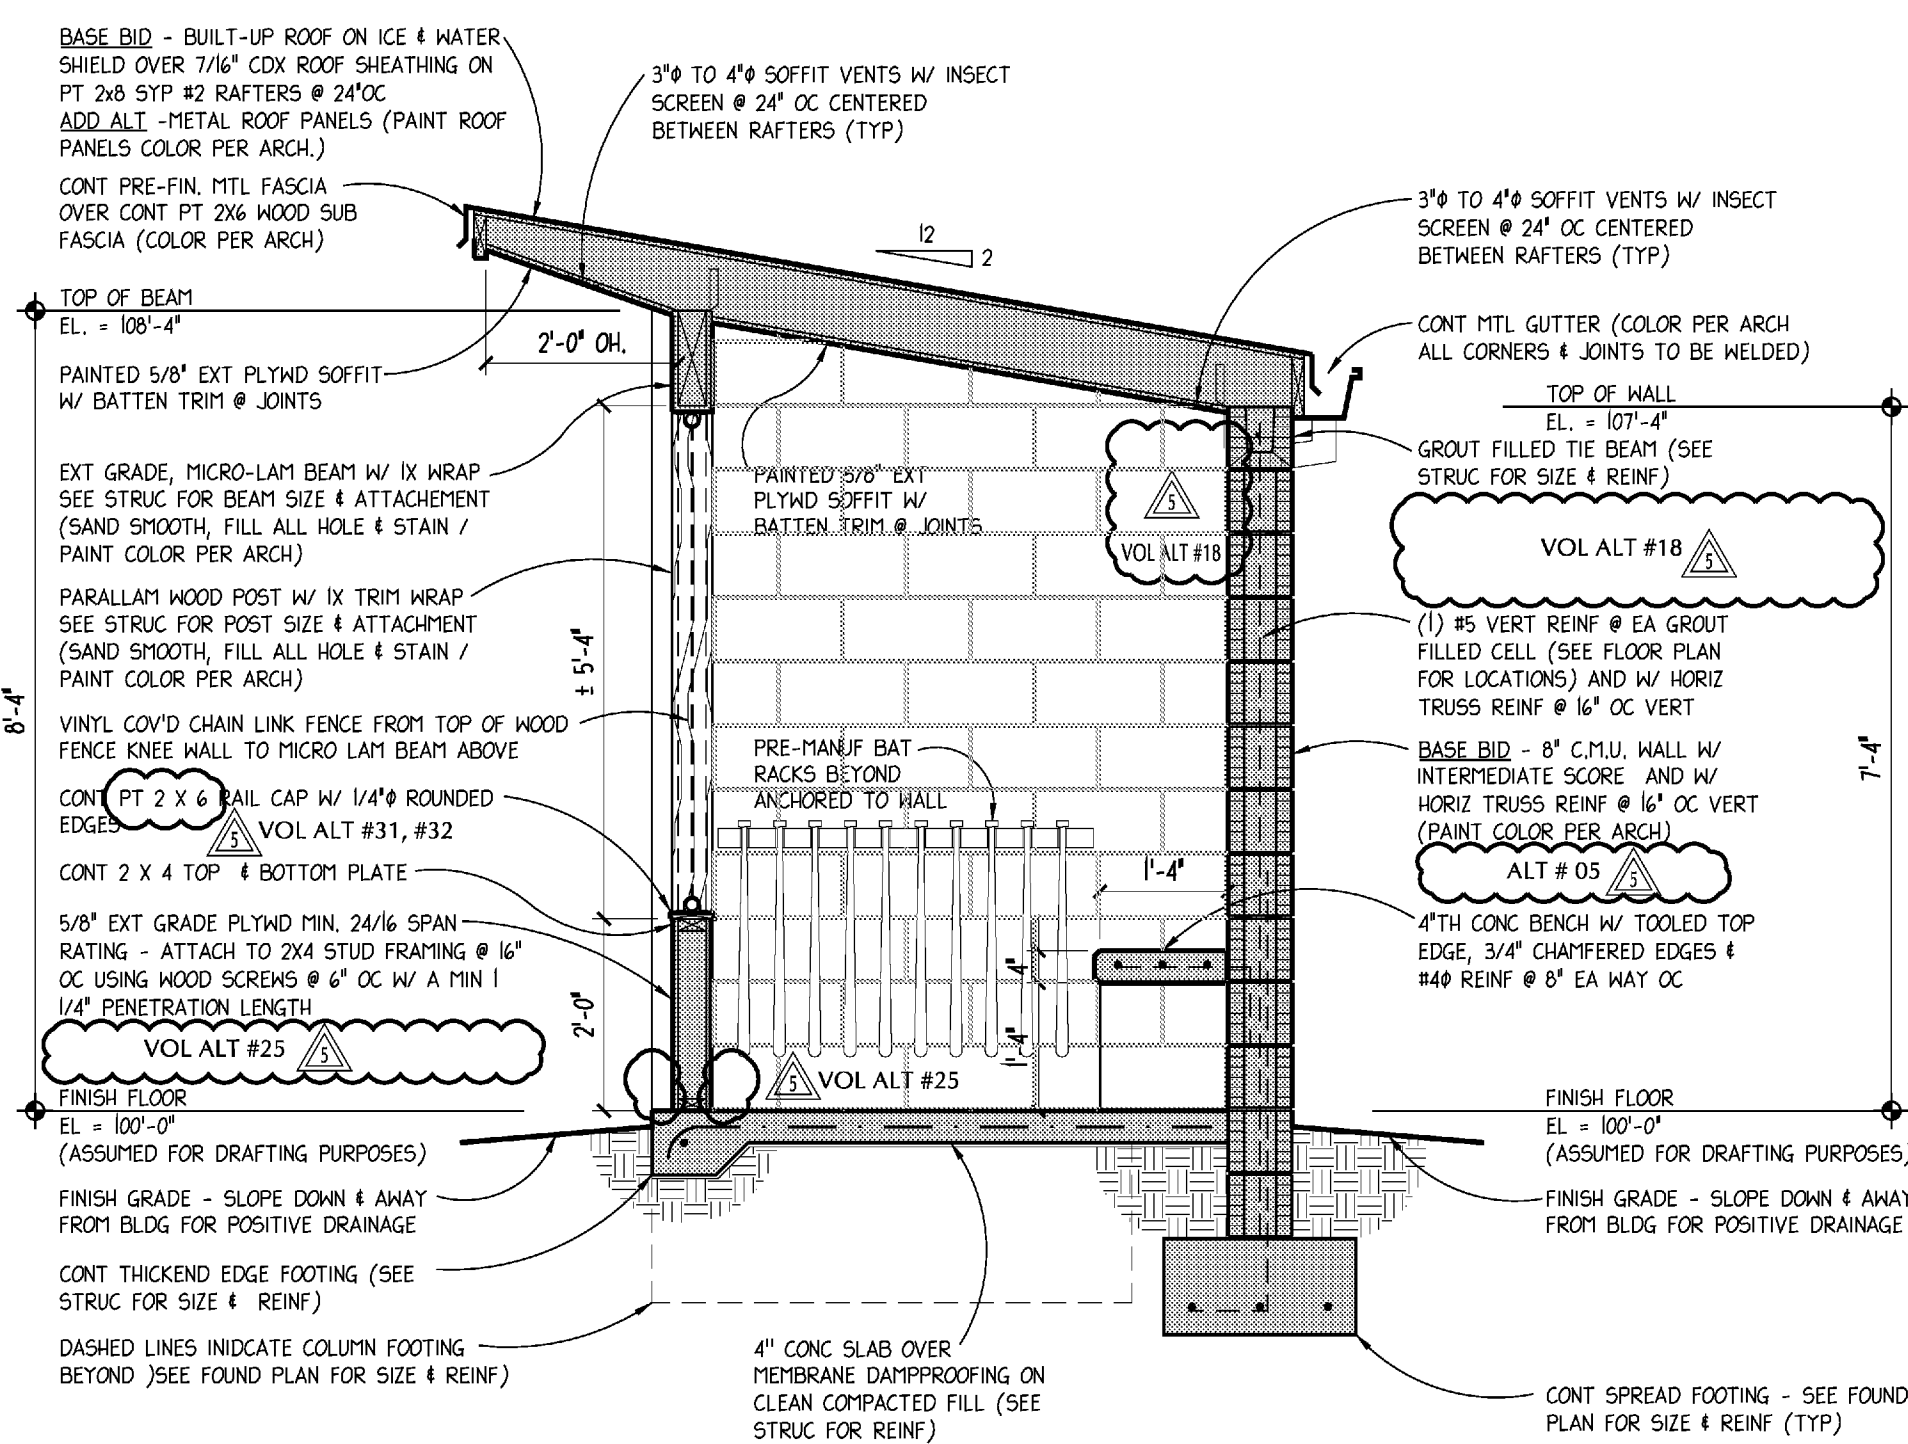 BASE BID - BUILT-UP ROOF ON ICE & WATER
SHIELD OVER 7/16" CDX ROOF SHEATHING ON
PT 2x8 SYP #2 RAFTERS @ 24"OC
ADD ALT -METAL ROOF PANELS (PAINT ROOF
PANELS COLOR PER ARCH.)
CONT PRE-FIN. MTL FASCIA
OVER CONT PT 2X6 WOOD SUB
FASCIA (COLOR PER ARCH)
TOP OF BEAM
EL. = 108'-4"
PAINTED 5/8" EXT PLYWD SOFFIT
W/ BATTEN TRIM @ JOINTS
EXT GRADE, MICRO-LAM BEAM W/ 1X WRAP
SEE STRUC FOR BEAM SIZE & ATTACHEMENT
(SAND SMOOTH, FILL ALL HOLE & STAIN /
PAINT COLOR PER ARCH)
PARALLAM WOOD POST W/ 1X TRIM WRAP
SEE STRUC FOR POST SIZE & ATTACHMENT
(SAND SMOOTH, FILL ALL HOLE & STAIN /
PAINT COLOR PER ARCH)
8'-4"
VINYL COV'D CHAIN LINK FENCE FROM TOP OF WOOD
FENCE KNEE WALL TO MICRO LAM BEAM ABOVE
CONT PT 2 X 6 RAIL CAP W/ 1/4"φ ROUNDED
EDGES
5 VOL ALT #31, #32
CONT 2 X 4 TOP & BOTTOM PLATE
5/8" EXT GRADE PLYWD MIN. 24/16 SPAN
RATING - ATTACH TO 2X4 STUD FRAMING @ 16"
OC USING WOOD SCREWS @ 6" OC W/ A MIN 1
1/4" PENETRATION LENGTH
VOL ALT #25 5
FINISH FLOOR
EL = 100'-0"
(ASSUMED FOR DRAFTING PURPOSES)
FINISH GRADE - SLOPE DOWN & AWAY
FROM BLDG FOR POSITIVE DRAINAGE
CONT THICKEND EDGE FOOTING (SEE
STRUC FOR SIZE & REINF)
DASHED LINES INIDCATE COLUMN FOOTING
BEYOND )SEE FOUND PLAN FOR SIZE & REINF)
3"φ TO 4"φ SOFFIT VENTS W/ INSECT
SCREEN @ 24" OC CENTERED
BETWEEN RAFTERS (TYP)
12
2
2'-0" OH.
PAINTED 5/8" EXT
PLYWD SOFFIT W/
BATTEN TRIM @ JOINTS
5
VOL ALT #18
± 5'-4"
PRE-MANUF BAT
RACKS BEYOND
ANCHORED TO WALL
1'-4"
4"
1'-4"
2'-0"
5 VOL ALT #25
4" CONC SLAB OVER
MEMBRANE DAMPPROOFING ON
CLEAN COMPACTED FILL (SEE
STRUC FOR REINF)
3"φ TO 4"φ SOFFIT VENTS W/ INSECT
SCREEN @ 24" OC CENTERED
BETWEEN RAFTERS (TYP)
CONT MTL GUTTER (COLOR PER ARCH
ALL CORNERS & JOINTS TO BE WELDED)
TOP OF WALL
EL. = 107'-4"
GROUT FILLED TIE BEAM (SEE
STRUC FOR SIZE & REINF)
VOL ALT #18 5
(1) #5 VERT REINF @ EA GROUT
FILLED CELL (SEE FLOOR PLAN
FOR LOCATIONS) AND W/ HORIZ
TRUSS REINF @ 16" OC VERT
BASE BID - 8" C.M.U. WALL W/
INTERMEDIATE SCORE AND W/
HORIZ TRUSS REINF @ 16" OC VERT
(PAINT COLOR PER ARCH)
7'-4"
ALT # 05 5
4"TH CONC BENCH W/ TOOLED TOP
EDGE, 3/4" CHAMFERED EDGES &
#4φ REINF @ 8" EA WAY OC
FINISH FLOOR
EL = 100'-0"
(ASSUMED FOR DRAFTING PURPOSES)
FINISH GRADE - SLOPE DOWN & AWAY
FROM BLDG FOR POSITIVE DRAINAGE
CONT SPREAD FOOTING - SEE FOUND
PLAN FOR SIZE & REINF (TYP)